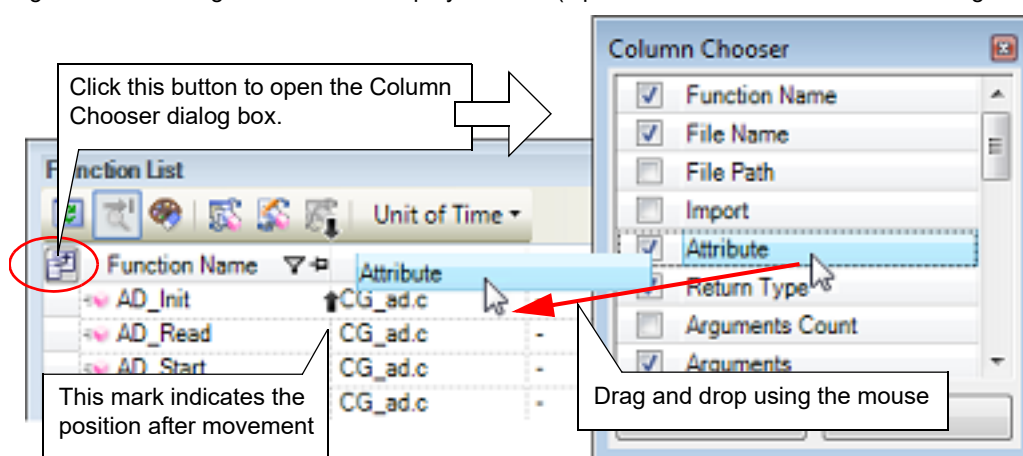 Column Chooser
Click this button to open the Column
Chooser dialog box.
Function Name
File Name
File Path
Import
Attribute
Return Type
Arguments Count
Arguments
Function List
Unit of Time
Function Name
Attribute
AD_Init CG_ad.c
AD_Read CG_ad.c -
AD_Start CG_ad.c -
CG_ad.c -
This mark indicates the
position after movement
Drag and drop using the mouse